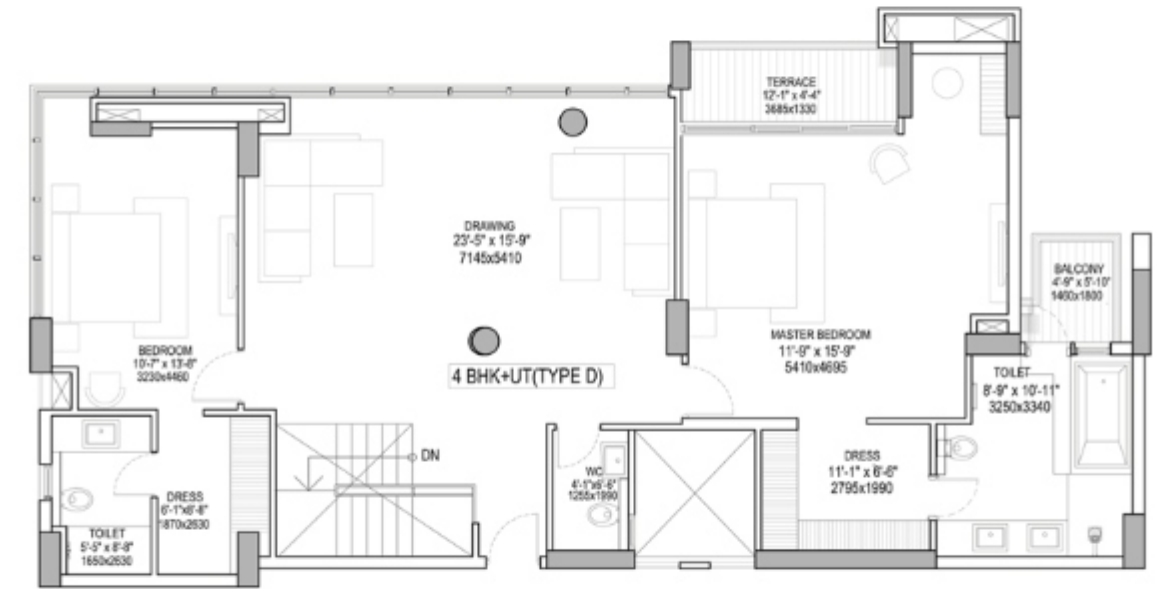 TERRACE
12'-1" x 4'-4"
3685x1330
DRAWING
23'-5" x 15'-9"
7145x5410
BALCONY
4'-9" x 5'-10"
1460x1800
BEDROOM
10'-7" x 13'-8"
3230x4460
MASTER BEDROOM
11'-9" x 15'-9"
5410x4695
4 BHK+UT(TYPE D)
TOILET
8'-9" x 10'-11"
3250x3340
DN
WC
4'-1"x6'-6"
1255x1990
DRESS
11'-1" x 6'-6"
2795x1990
DRESS
6'-1"x8'-8"
1870x2630
TOILET
5'-5" x 8'-8"
1650x2630